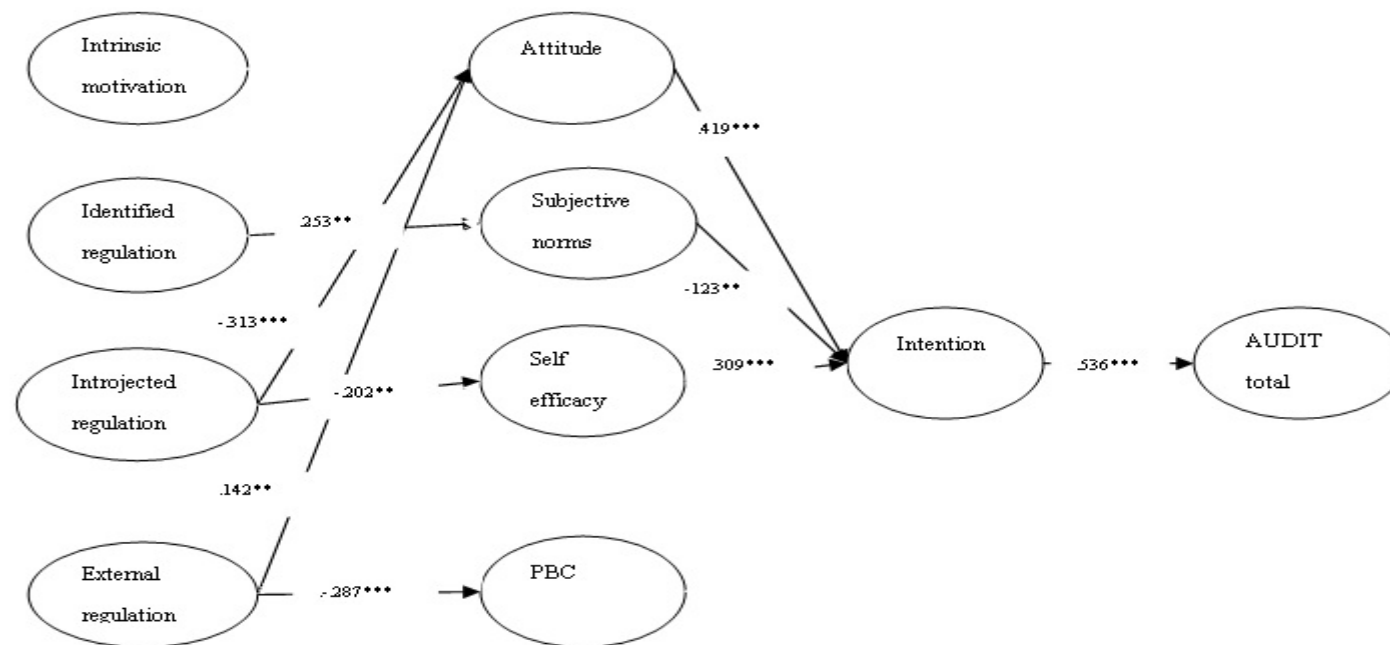 Intrinsic
motivation
Attitude
.419***
Identified
regulation
.253**
Subjective
norms
-.123**
-.313***
Introjected
regulation
-.202**
Self
efficacy
.309***
Intention
.536***
AUDIT
total
.142**
External
regulation
.-.287***
PBC